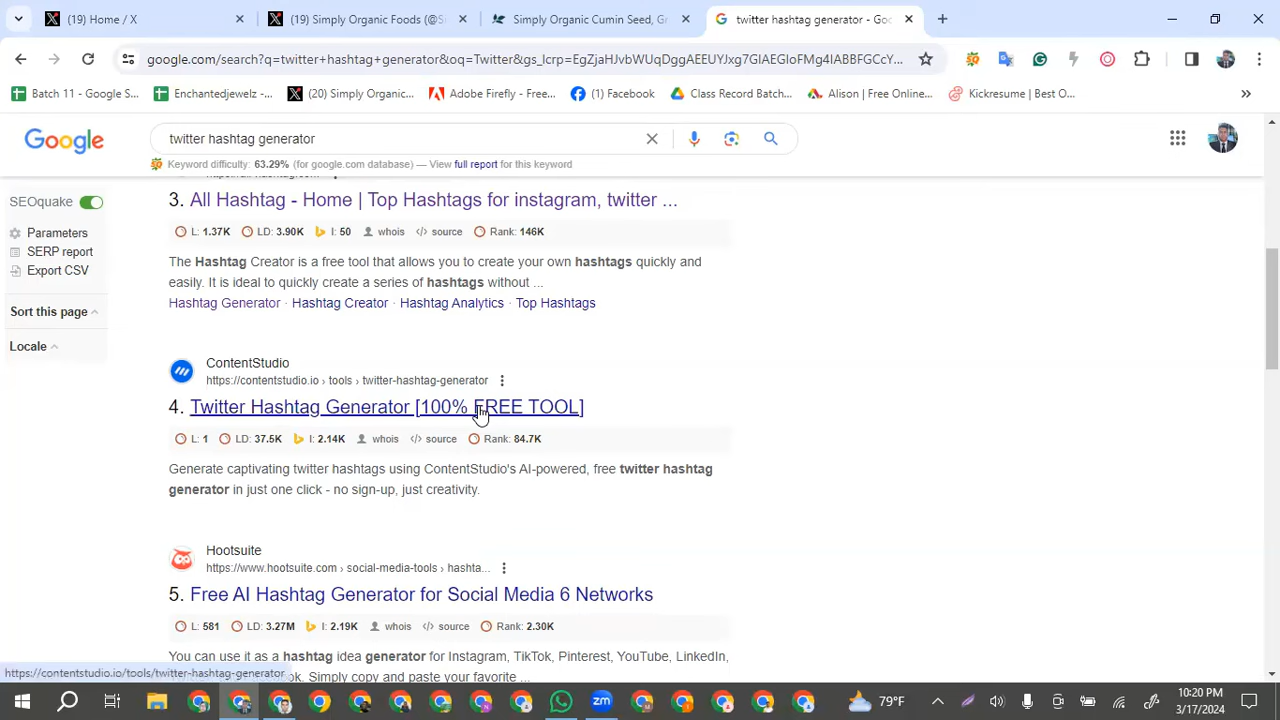 (19) Home / X
(19) Simply Organic Foods (@Si
Simply Organic Cumin Seed, Gr
twitter hashtag generator - Goo
google.com/search?q=twitter+hashtag+generator&oq=Twitter&gs_lcrp=EgZjaHJvbWUqDggAEEUYJxg7GIAEGIoFMg4IABBFGCcY...
Batch 11 - Google S...
Enchantedjewelz -...
(20) Simply Organic...
Adobe Firefly - Free...
(1) Facebook
Class Record Batch...
Alison | Free Online...
Kickresume | Best O...
Google
twitter hashtag generator
Keyword difficulty: 63.29% (for google.com database) — View full report for this keyword
SEOquake
Parameters
SERP report
Export CSV
Sort this page
Locale
3. All Hashtag - Home | Top Hashtags for instagram, twitter ...
L: 1.37K LD: 3.90K I: 50 whois </> source Rank: 146K
The Hashtag Creator is a free tool that allows you to create your own hashtags quickly and
easily. It is ideal to quickly create a series of hashtags without ...
Hashtag Generator · Hashtag Creator · Hashtag Analytics · Top Hashtags
ContentStudio
https://contentstudio.io › tools › twitter-hashtag-generator
4. Twitter Hashtag Generator [100% FREE TOOL]
L: 1 LD: 37.5K I: 2.14K whois </> source Rank: 84.7K
Generate captivating twitter hashtags using ContentStudio's AI-powered, free twitter hashtag
generator in just one click - no sign-up, just creativity.
Hootsuite
https://www.hootsuite.com › social-media-tools › hashta...
5. Free AI Hashtag Generator for Social Media 6 Networks
L: 581 LD: 3.27M I: 2.19K whois </> source Rank: 2.30K
You can use it as a hashtag idea generator for Instagram, TikTok, Pinterest, YouTube, LinkedIn,
ok. Simply copy and paste your favorite ...
https://contentstudio.io/tools/twitter-hashtag-generator
79°F
10:20 PM
3/17/2024